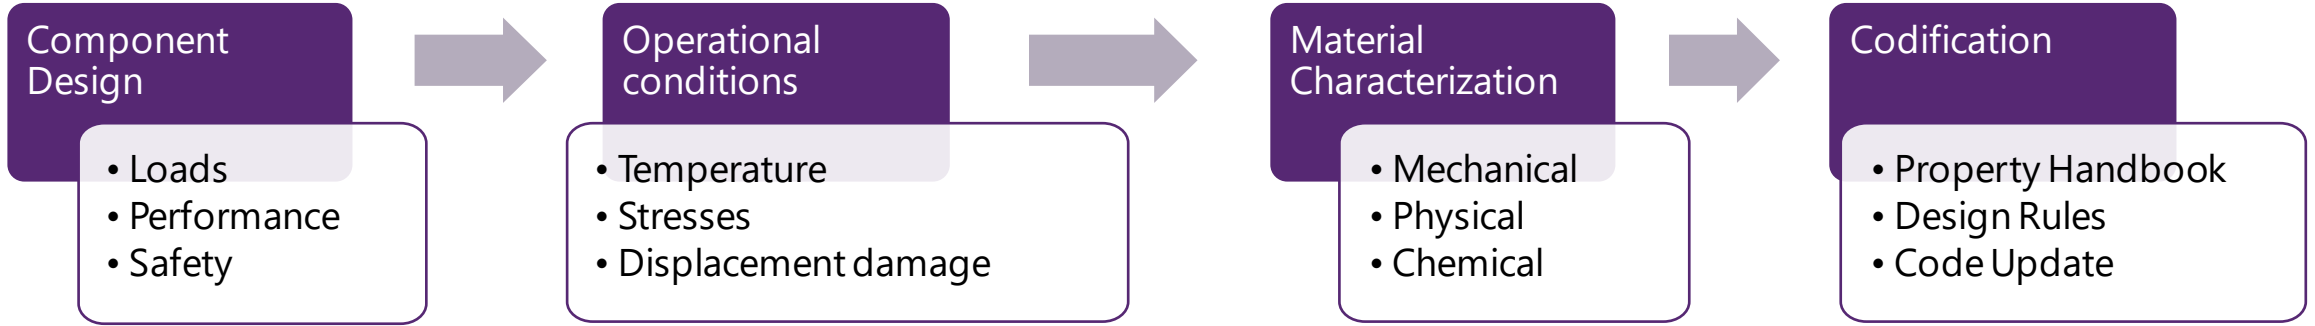 Component
Design
• Loads
• Performance
• Safety
Operational
conditions
• Temperature
• Stresses
• Displacement damage
Material
Characterization
• Mechanical
• Physical
• Chemical
Codification
• Property Handbook
• Design Rules
• Code Update